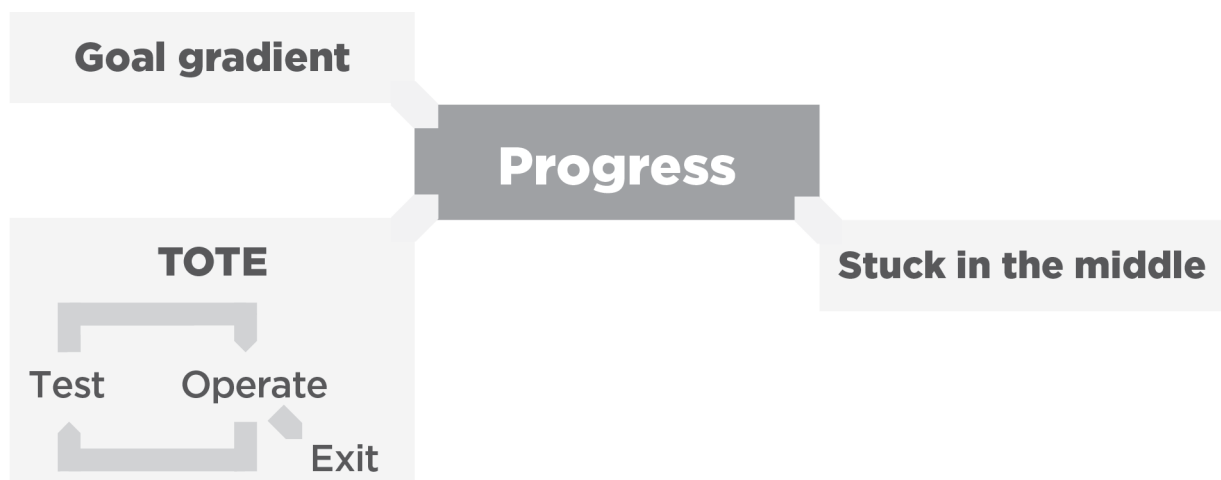 Goal gradient
Progress
TOTE
Stuck in the middle
Test
Operate
Exit